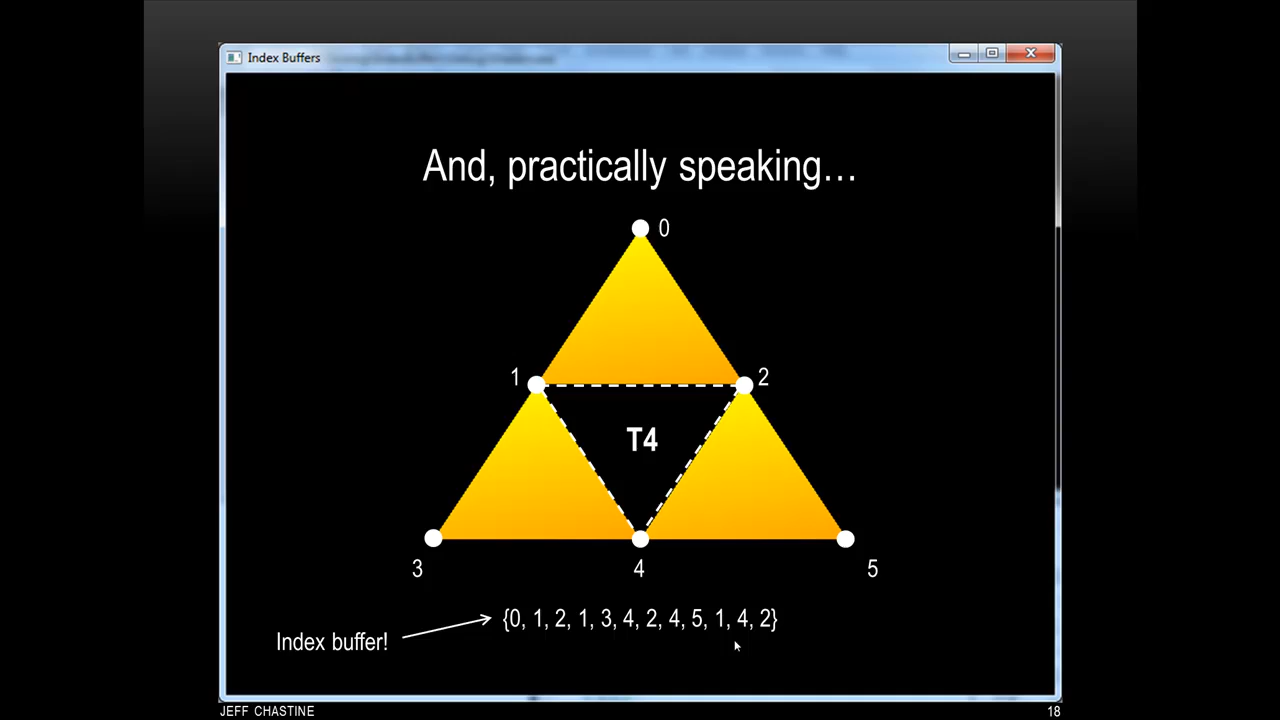 Index Buffers
And, practically speaking…
0
1
2
T4
3
4
5
{0, 1, 2, 1, 3, 4, 2, 4, 5, 1, 4, 2}
Index buffer!
JEFF CHASTINE
18